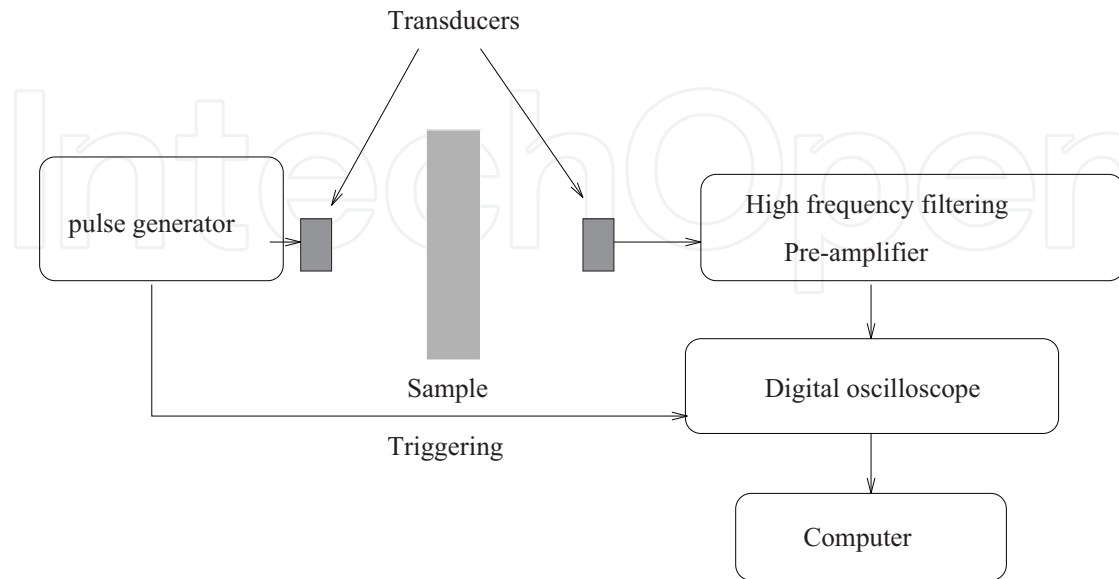 Transducers
IntechOpen
pulse generator
High frequency filtering
Pre-amplifier
Sample
Digital oscilloscope
Triggering
Computer